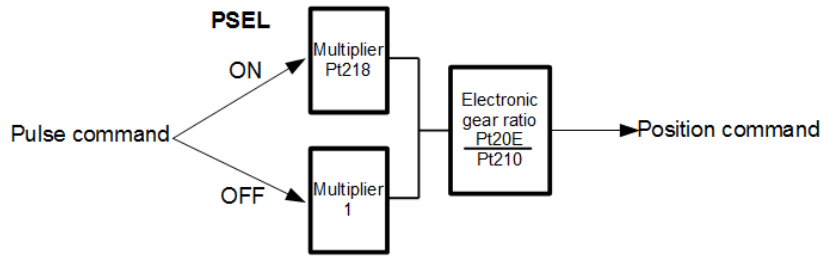 PSEL
Multiplier
Pt218
ON
Electronic
gear ratio
Pt20E
Pt210
Pulse command
Position command
OFF
Multiplier
1